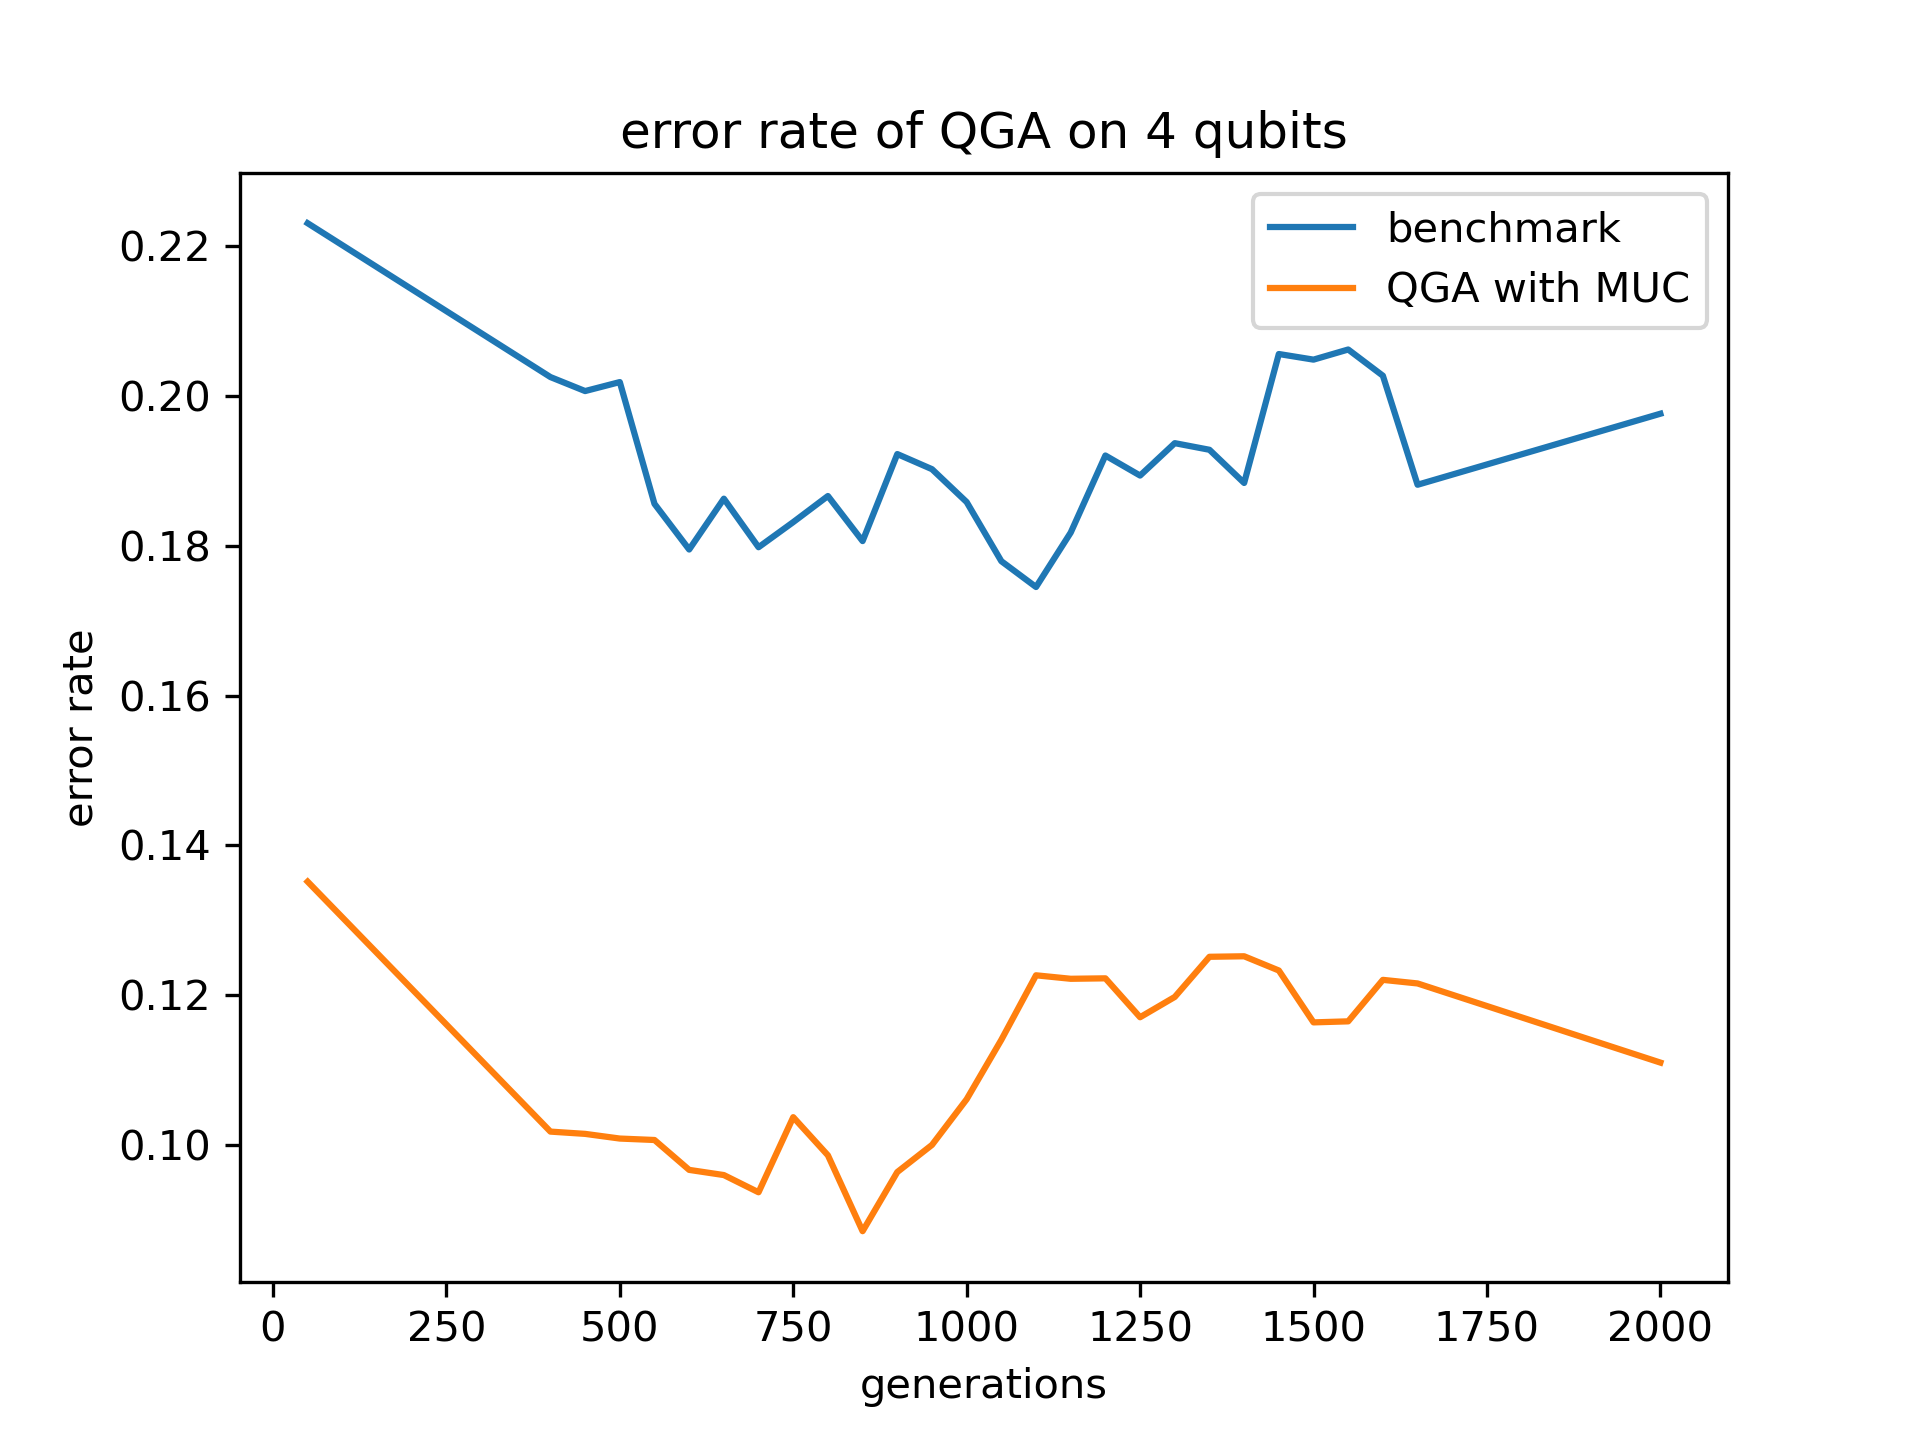 error rate of QGA on 4 qubits
benchmark
QGA with MUC
0.22
0.20
0.18
0.16
0.14
0.12
0.10
error rate
0 250 500 750 1000 1250 1500 1750 2000
generations